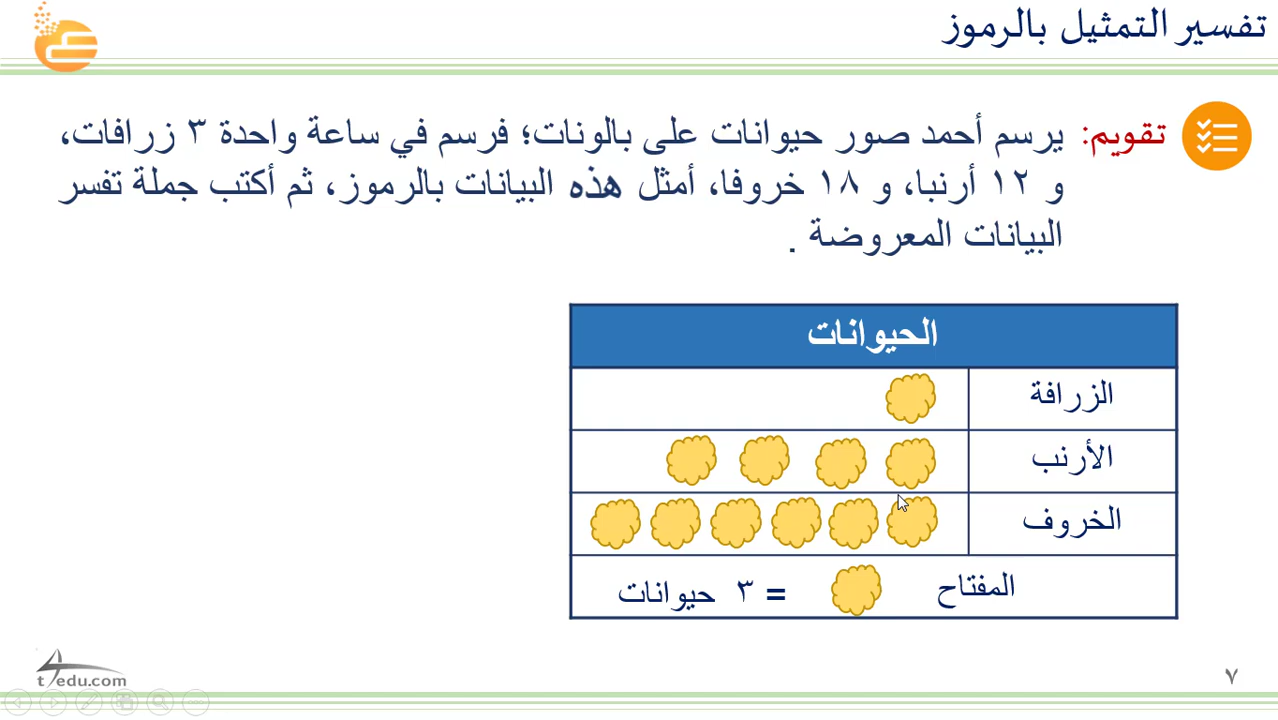 تفسير التمثيل بالرموز
تقويم: يرسم أحمد صور حيوانات على بالونات؛ فرسم في ساعة واحدة ٣ زرافات،
و ١٢ أرنبا، و ١٨ خروفا، أمثل هذه البيانات بالرموز، ثم أكتب جملة تفسر
البيانات المعروضة .
الحيوانات
الزرافة
الأرنب
الخروف
المفتاح = ٣ حيوانات
t4edu.com
٧